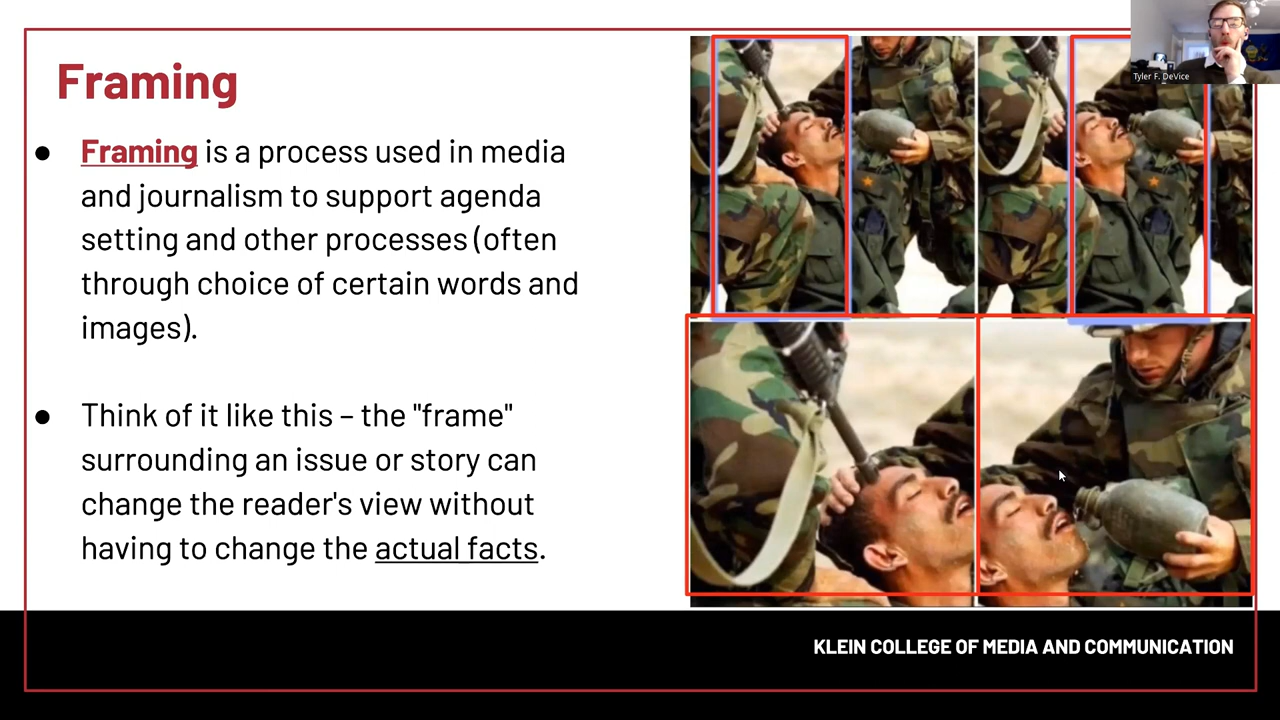 Framing
● Framing is a process used in media
and journalism to support agenda
setting and other processes (often
through choice of certain words and
images).
● Think of it like this – the "frame"
surrounding an issue or story can
change the reader's view without
having to change the actual facts.
Tyler F. DeVice
KLEIN COLLEGE OF MEDIA AND COMMUNICATION